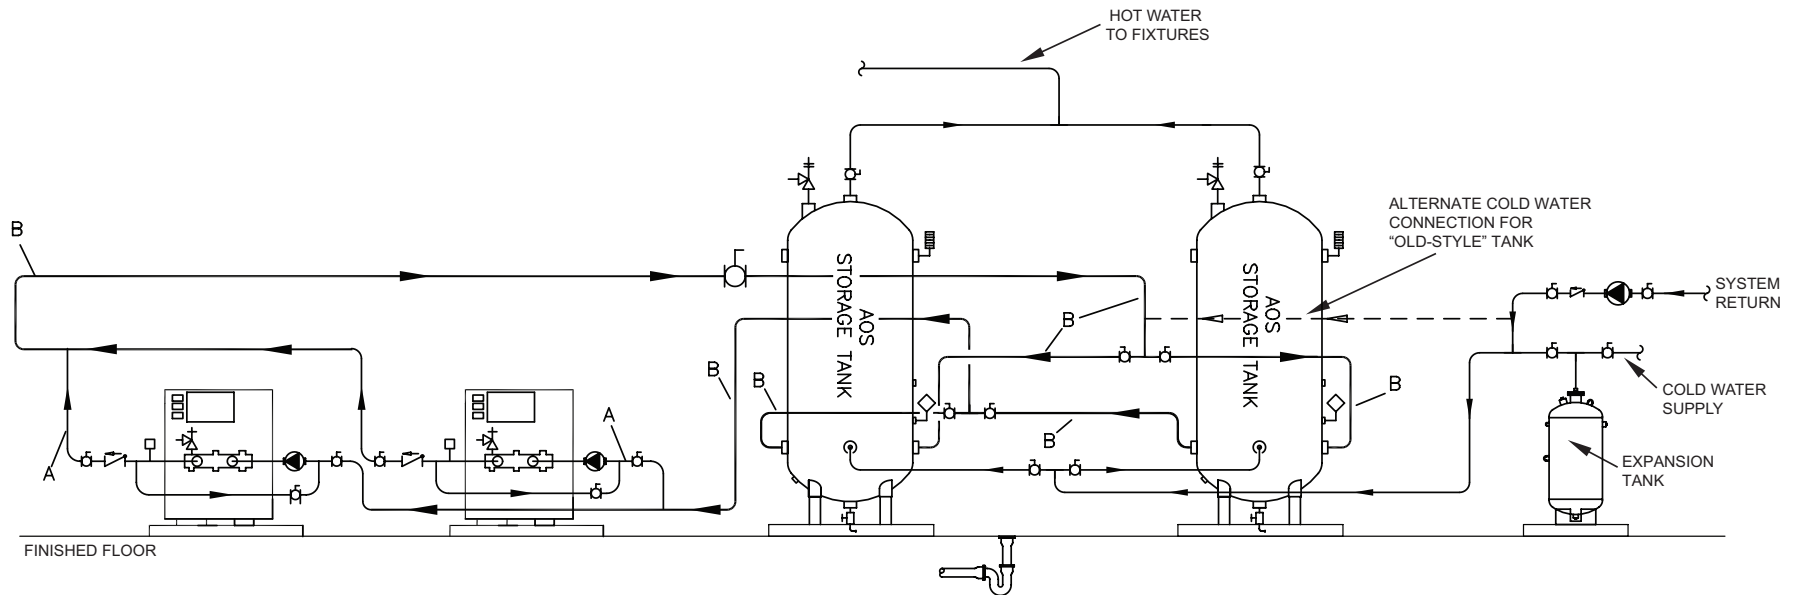 HOT WATER
TO FIXTURES
ALTERNATE COLD WATER
CONNECTION FOR
“OLD-STYLE” TANK
B
SYSTEM
RETURN
AOS
STORAGE TANK
AOS
STORAGE TANK
B
B
B
B
COLD WATER
SUPPLY
A
A
B
EXPANSION
TANK
FINISHED FLOOR